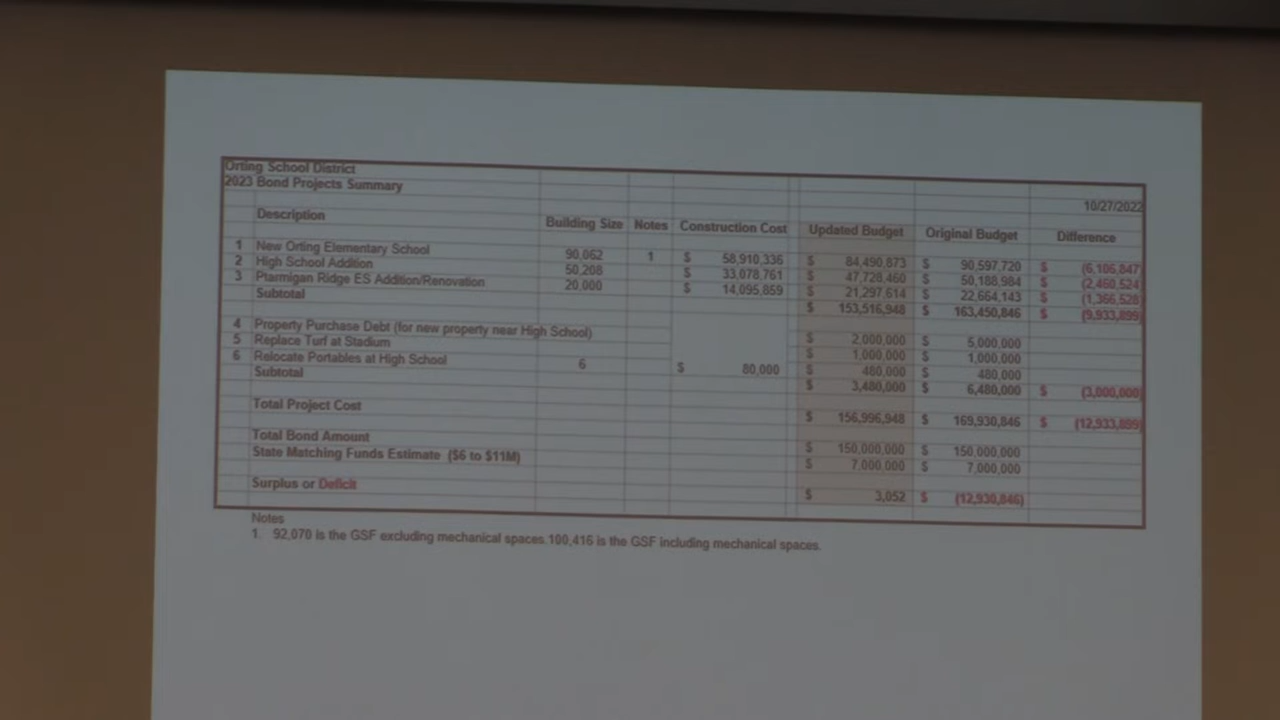 Orting School District
2023 Bond Projects Summary
10/27/2022
Description Building Size Notes Construction Cost Updated Budget Original Budget Difference
1 New Orting Elementary School 90,062 1 $ 58,910,336 $ 84,490,873 $ 90,597,720 $ (6,106,847)
2 High School Addition 50,208 $ 33,078,761 $ 47,728,460 $ 50,188,984 $ (2,460,524)
3 Ptarmigan Ridge ES Addition/Renovation 20,000 $ 14,095,859 $ 21,297,614 $ 22,664,143 $ (1,366,528)
Subtotal $ 153,516,948 $ 163,450,846 $ (9,933,899)
4 Property Purchase Debt (for new property near High School) $ 2,000,000 $ 5,000,000
5 Replace Turf at Stadium $ 1,000,000 $ 1,000,000
6 Relocate Portables at High School 6 $ 80,000 $ 480,000 $ 480,000
Subtotal $ 3,480,000 $ 6,480,000 $ (3,000,000)
Total Project Cost $ 156,996,948 $ 169,930,846 $ (12,933,899)
Total Bond Amount $ 150,000,000 $ 150,000,000
State Matching Funds Estimate ($6 to $11M) $ 7,000,000 $ 7,000,000
Surplus or Deficit $ 3,052 $ (12,930,846)
Notes
1. 92,070 is the GSF excluding mechanical spaces. 100,416 is the GSF including mechanical spaces.